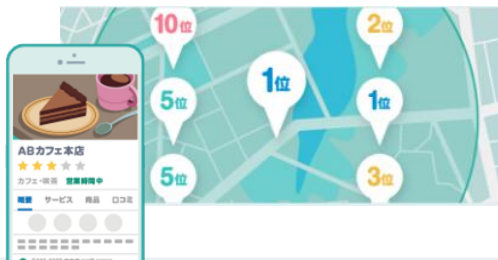 10位
2位
1位
5位
1位
5位
3位
ABカフェ本店
カフェ・喫茶 営業時間中
概要 サービス 商品 口コミ